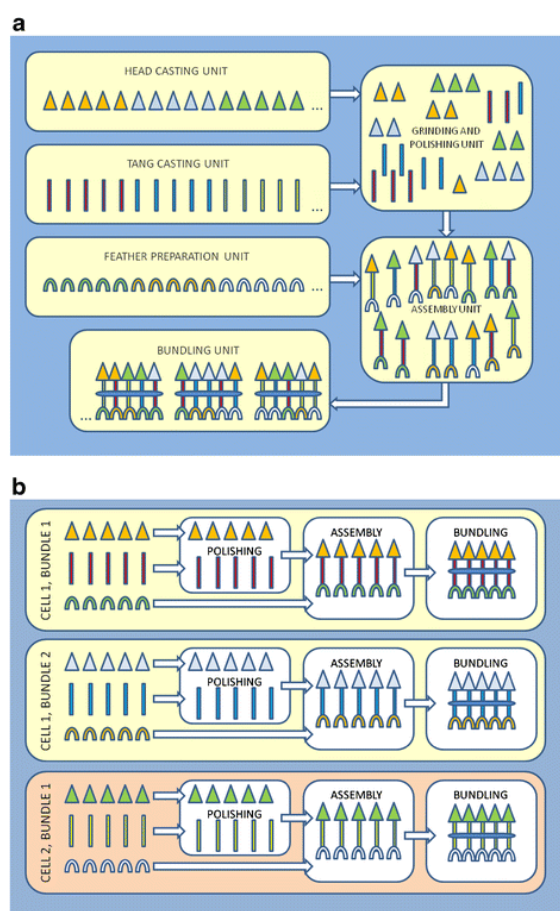 a
HEAD CASTING UNIT
...
GRINDING AND
POLISHING UNIT
TANG CASTING UNIT
...
FEATHER PREPARATION UNIT
...
ASSEMBLY UNIT
BUNDLING UNIT
...
b
CELL 1, BUNDLE 1
POLISHING
ASSEMBLY
BUNDLING
CELL 1, BUNDLE 2
POLISHING
ASSEMBLY
BUNDLING
CELL 2, BUNDLE 1
POLISHING
ASSEMBLY
BUNDLING